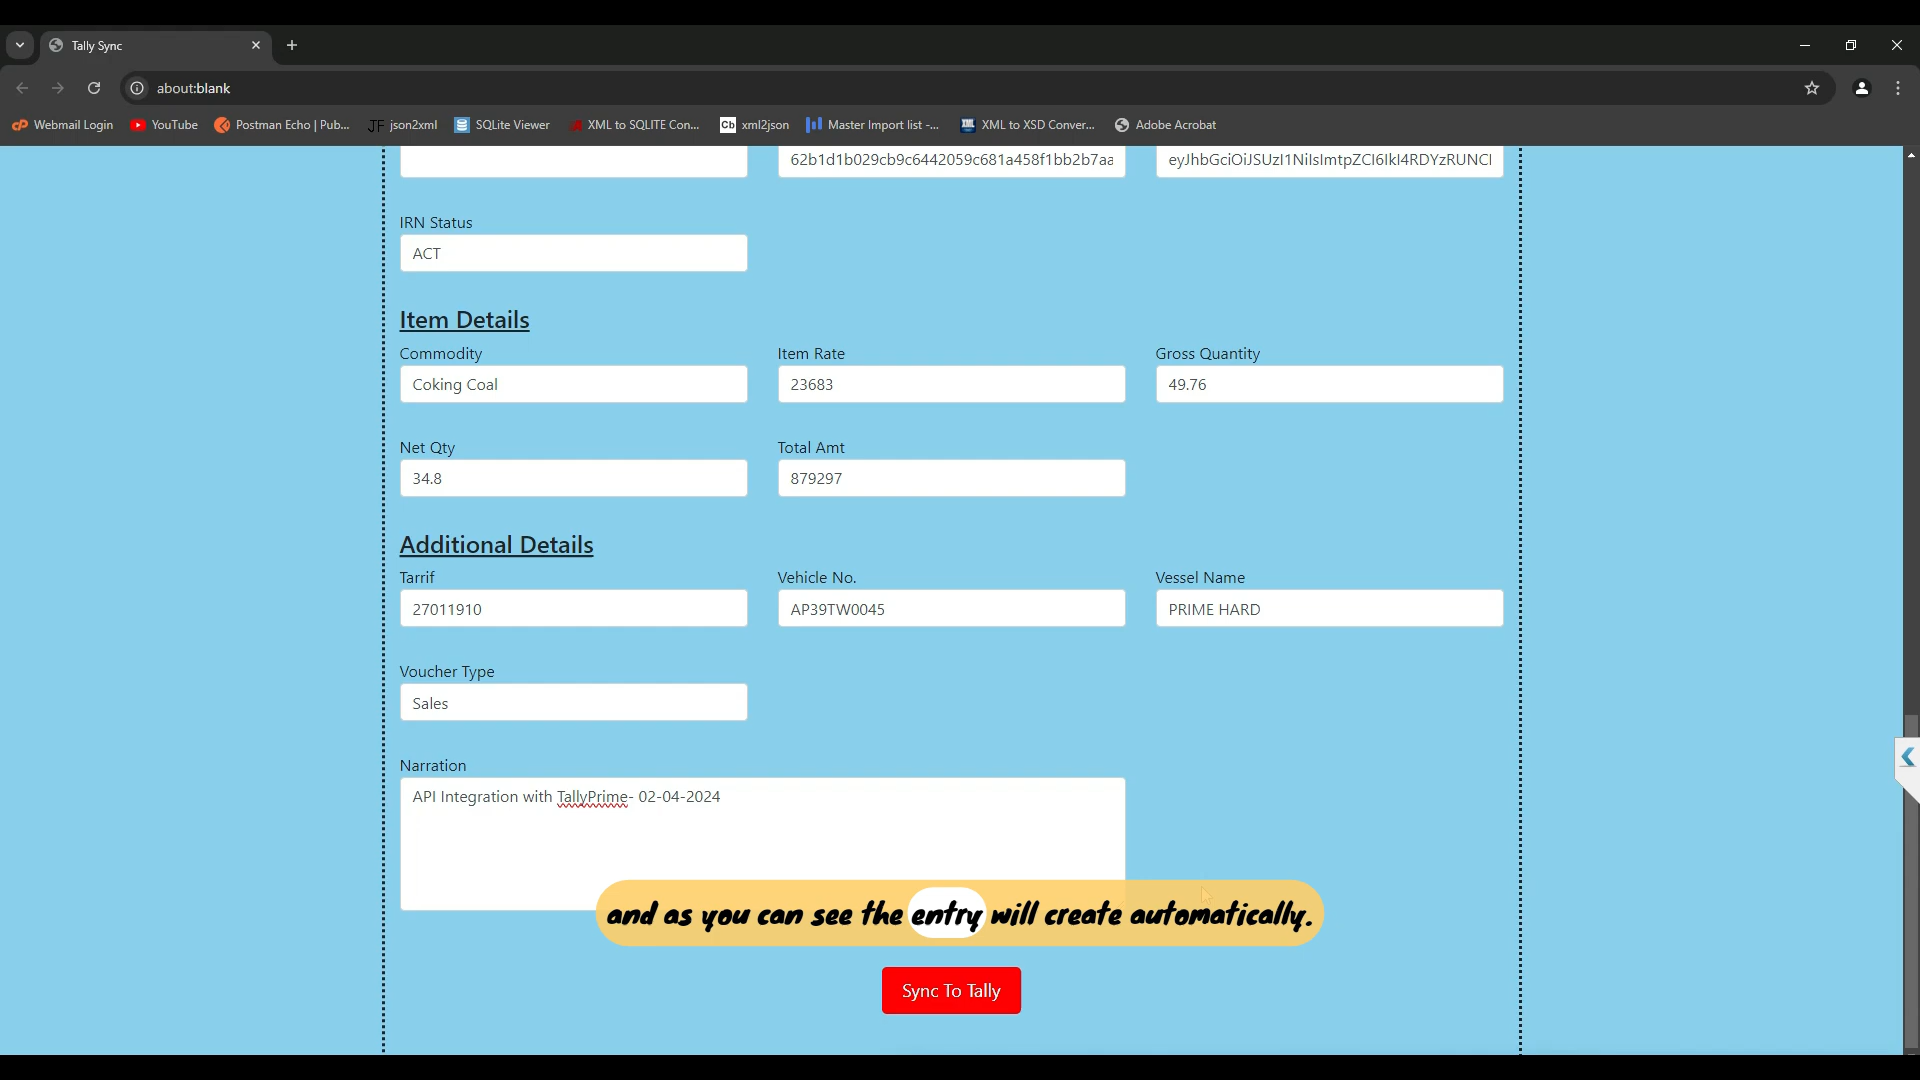 Tally Sync
about:blank
Webmail Login YouTube Postman Echo | Pub... JF json2xml SQLite Viewer XML to SQLITE Con... Cb xml2json Master Import list -... XML to XSD Conver... Adobe Acrobat
62b1d1b029cb9c6442059c681a458f1bb2b7aa eyJhbGciOiJSUzI1NiIsImtpZCI6IkI4RDYzRUNCI
IRN Status
ACT
Item Details
Commodity Item Rate Gross Quantity
Coking Coal 23683 49.76
Net Qty Total Amt
34.8 879297
Additional Details
Tarrif Vehicle No. Vessel Name
27011910 AP39TW0045 PRIME HARD
Voucher Type
Sales
Narration
API Integration with TallyPrime- 02-04-2024
and as you can see the entry will create automatically.
Sync To Tally